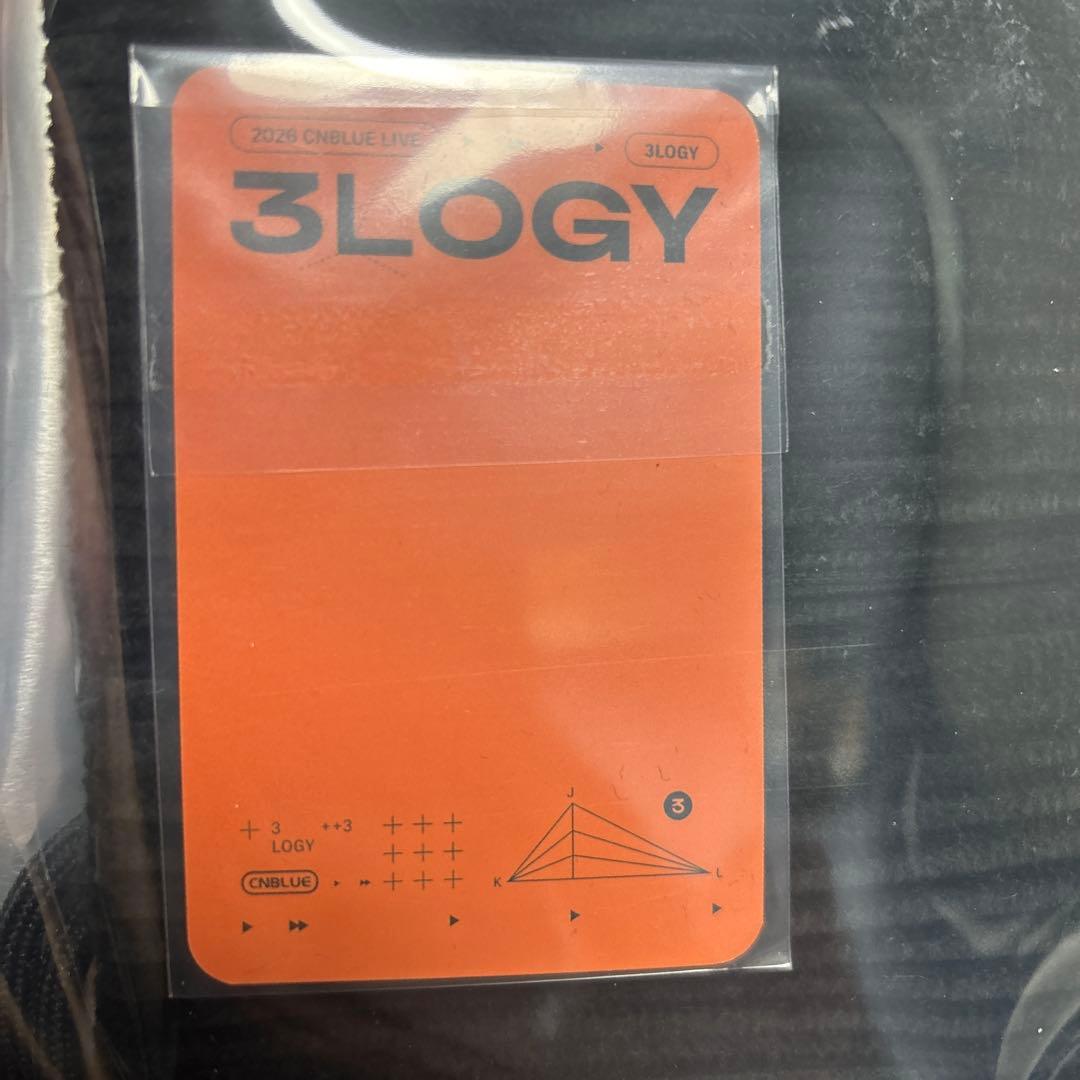 2026 CNBLUE LIVE
3LOGY
3LOGY
J
3
+ 3 ++3 +++
LOGY
+++
K
L
CNBLUE
+++